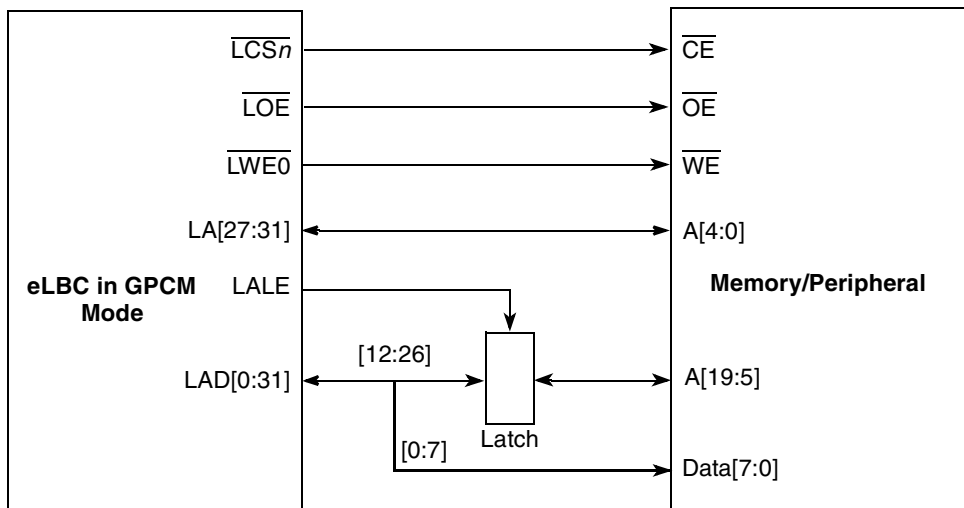 LCSn CE
LOE OE
LWE0 WE
LA[27:31] A[4:0]
eLBC in GPCM Mode LALE Memory/Peripheral
[12:26]
LAD[0:31] A[19:5]
Latch
[0:7]
Data[7:0]